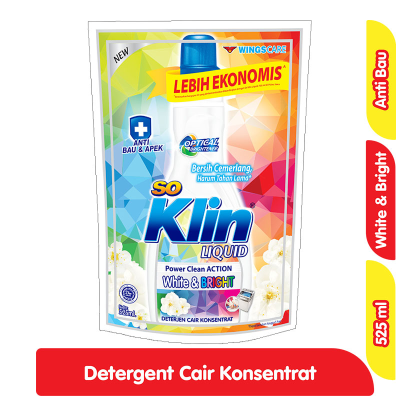 NEW
WINGSCARE
LEBIH EKONOMIS^
ANTI
BAU & APEK
OPTICAL
BRIGHTENER
Bersih Cemerlang,
Harum Tahan Lama*
SO
Klin
LIQUID
Power Clean ACTION
White & BRIGHT
DETERJEN CAIR KONSENTRAT
Anti Bau
White & Bright
525 ml
Detergent Cair Konsentrat